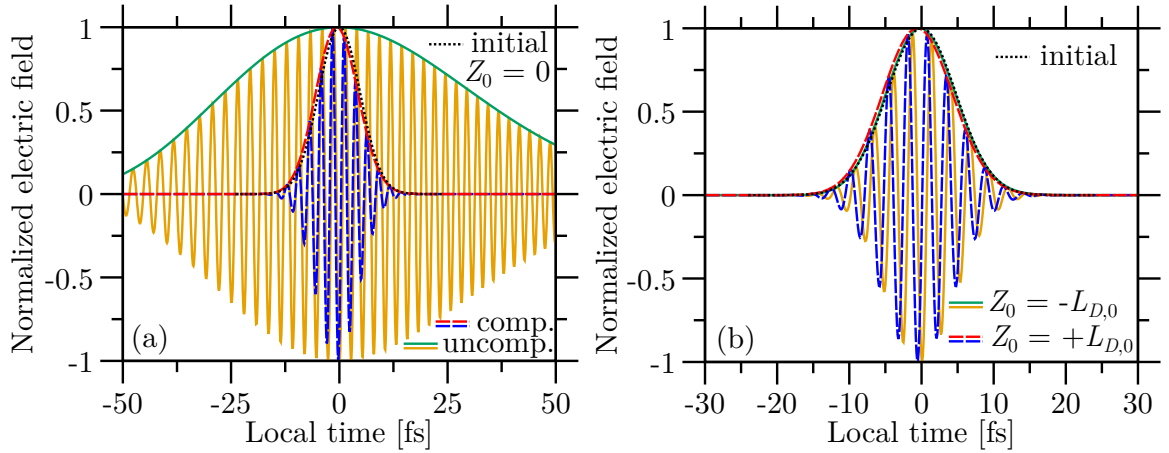 Normalized electric field
1
0.5
0
-0.5
-1
initial
Z₀ = 0
(a)
comp.
uncomp.
-50
-25
0
25
50
Local time [fs]
Normalized electric field
1
0.5
0
-0.5
-1
initial
(b)
Z₀ = -L_{D,0}
Z₀ = +L_{D,0}
-30
-20
-10
0
10
20
30
Local time [fs]